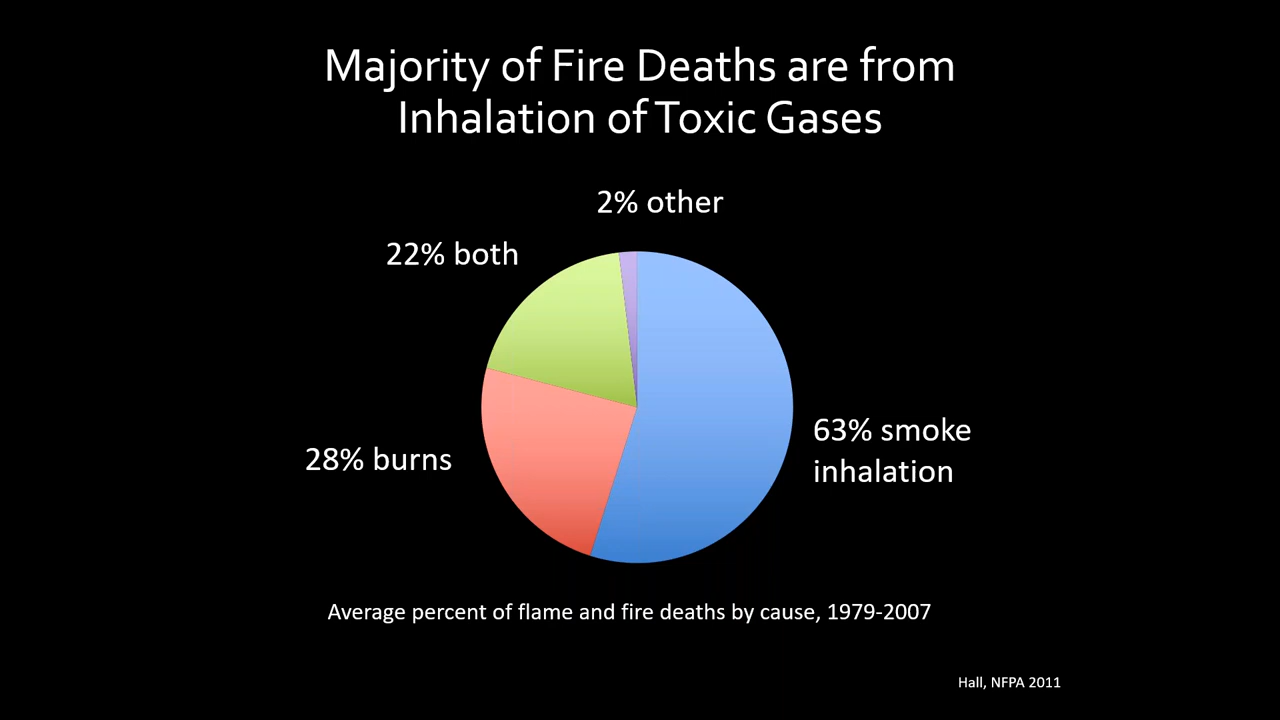 Majority of Fire Deaths are from
Inhalation of Toxic Gases
2% other
22% both
63% smoke
inhalation
28% burns
Average percent of flame and fire deaths by cause, 1979-2007
Hall, NFPA 2011